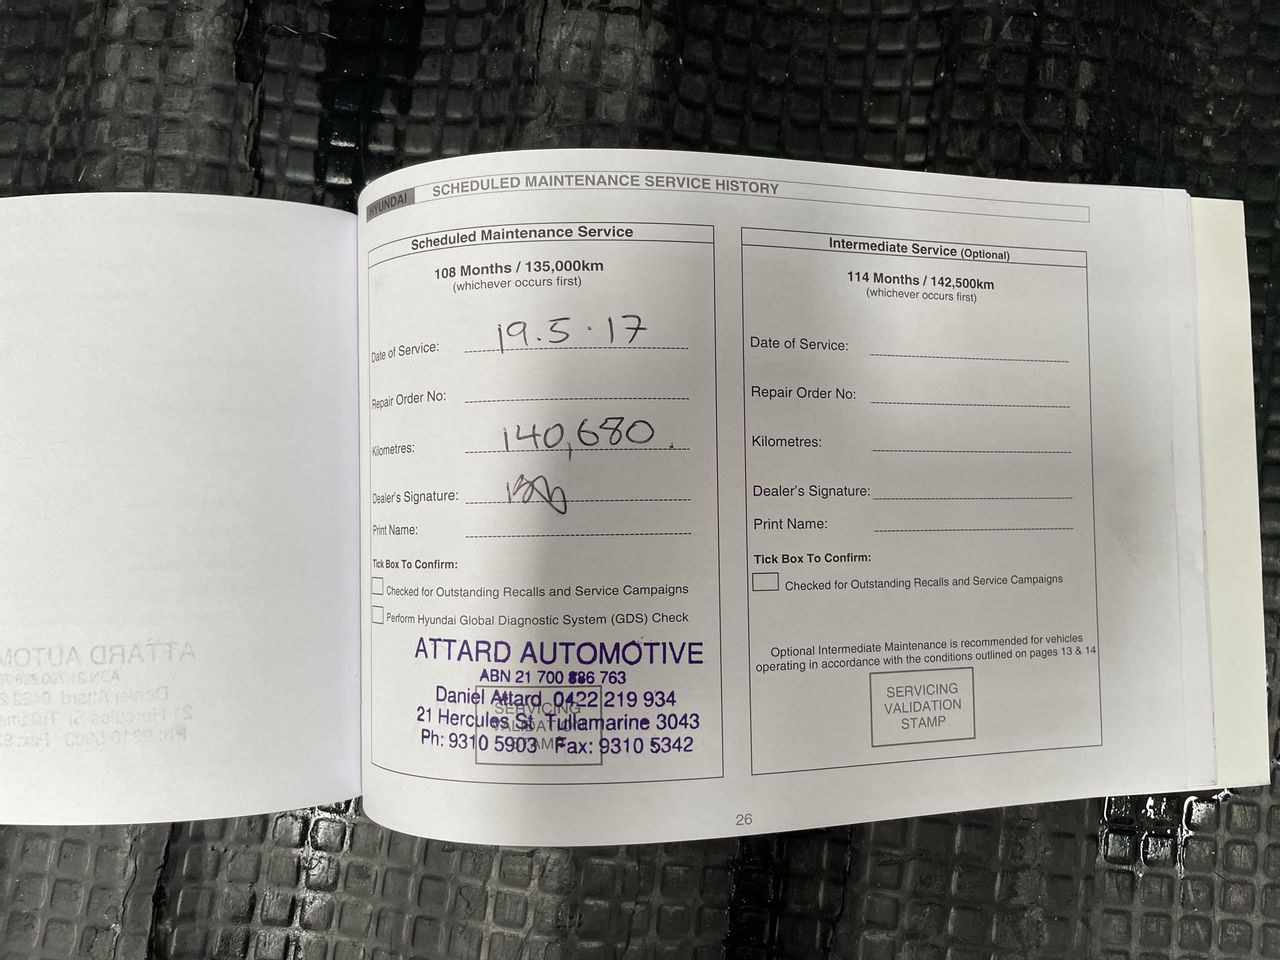 HYUNDAI
SCHEDULED MAINTENANCE SERVICE HISTORY
Scheduled Maintenance Service
108 Months / 135,000km
(whichever occurs first)
Date of Service: 19.5.17
Repair Order No:
Kilometres: 140,680.
Dealer's Signature:
Print Name:
Tick Box To Confirm:
Checked for Outstanding Recalls and Service Campaigns
Perform Hyundai Global Diagnostic System (GDS) Check
ATTARD AUTOMOTIVE
ABN 21 700 886 763
Daniel Attard 0422 219 934
21 Hercules St Tullamarine 3043
Ph: 9310 5903 Fax: 9310 5342
SERVICING
VALIDATION
STAMP
Intermediate Service (Optional)
114 Months / 142,500km
(whichever occurs first)
Date of Service:
Repair Order No:
Kilometres:
Dealer's Signature:
Print Name:
Tick Box To Confirm:
Checked for Outstanding Recalls and Service Campaigns
Optional Intermediate Maintenance is recommended for vehicles
operating in accordance with the conditions outlined on pages 13 & 14
SERVICING
VALIDATION
STAMP
26